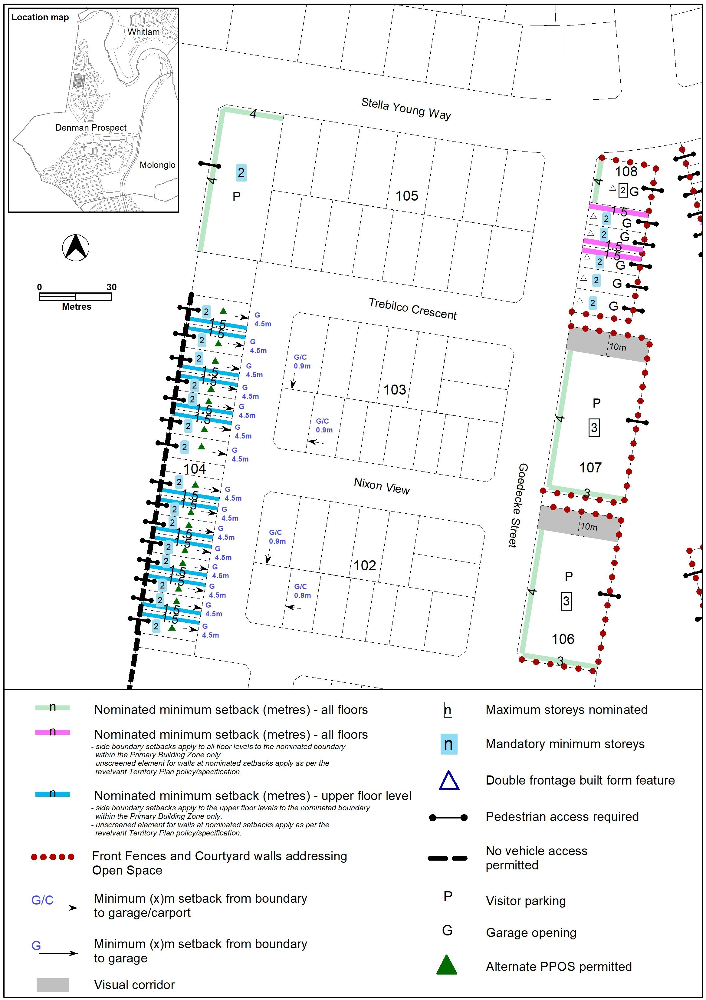 Location map
Whitlam
Denman Prospect
Molonglo
0 30
Metres
Stella Young Way
4
4
2
P
105
108
4
2 G
1.5
2 G
2 G
1.5
1.5
2 G
2 G
2 G
Trebilco Crescent
10m
2
G
4.5m
1.5
1.5
2
G
4.5m
2
G
4.5m
1.5
1.5
2
G
4.5m
2
G
4.5m
1.5
1.5
2
G
4.5m
2
G
4.5m
104
2
G
4.5m
1.5
1.5
2
G
4.5m
2
G
4.5m
1.5
1.5
2
G
4.5m
2
G
4.5m
1.5
1.5
2
G
4.5m
2
G
4.5m
1.5
1.5
2
G
4.5m
G/C
0.9m
103
G/C
0.9m
Nixon View
G/C
0.9m
102
G/C
0.9m
Goedecke Street
P
4
3
107
3
10m
P
4
3
106
3
n Nominated minimum setback (metres) - all floors
n Nominated minimum setback (metres) - all floors
- side boundary setbacks apply to all floor levels to the nominated boundary
within the Primary Building Zone only.
- unscreened element for walls at nominated setbacks apply as per the
revelvant Territory Plan policy/specification.
n Nominated minimum setback (metres) - upper floor level
- side boundary setbacks apply to the upper floor levels to the nominated boundary
within the Primary Building Zone only.
- unscreened element for walls at nominated setbacks apply as per the
revelvant Territory Plan policy/specification.
Front Fences and Courtyard walls addressing
Open Space
G/C Minimum (x)m setback from boundary
to garage/carport
G Minimum (x)m setback from boundary
to garage
Visual corridor
n Maximum storeys nominated
n Mandatory minimum storeys
Double frontage built form feature
Pedestrian access required
No vehicle access
permitted
P Visitor parking
G Garage opening
Alternate PPOS permitted